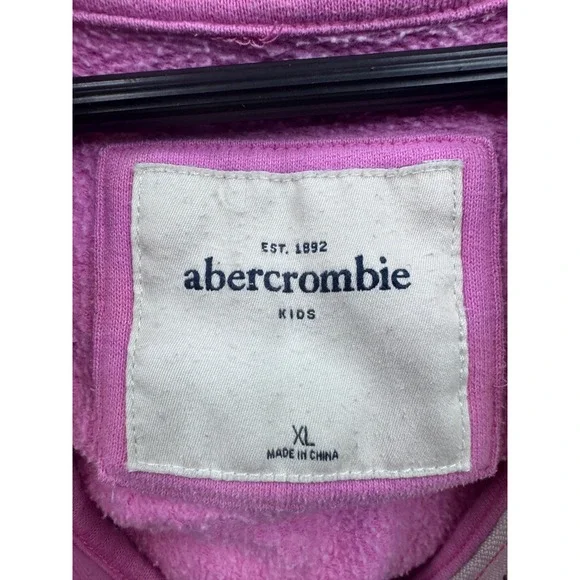 EST. 1892
abercrombie
KIDS
XL
MADE IN CHINA